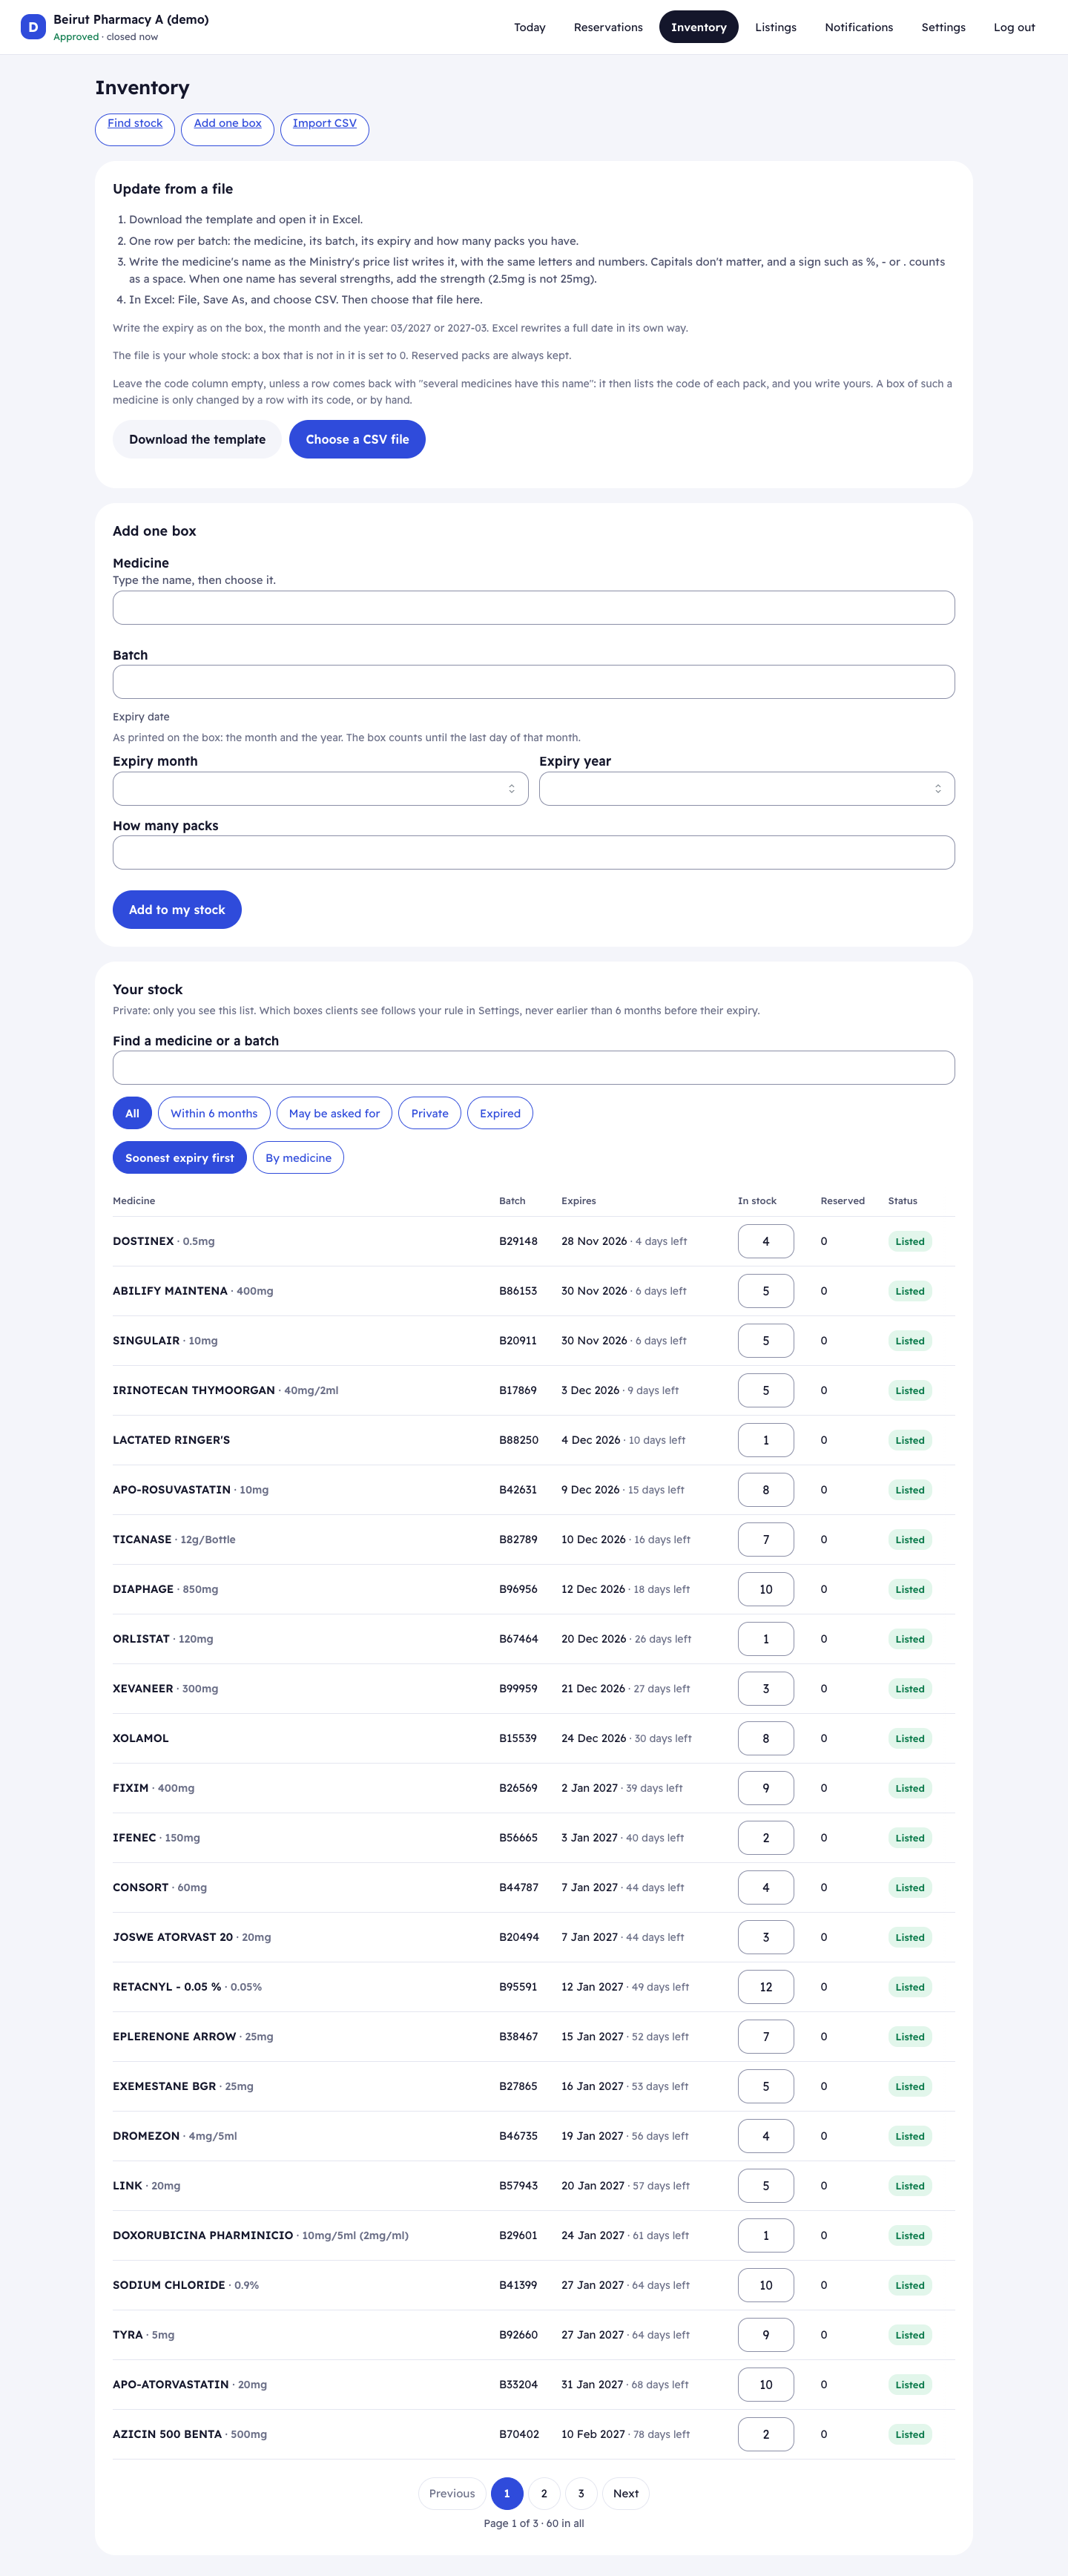 D
Beirut Pharmacy A (demo)
Approved · closed now
Today
Reservations
Inventory
Listings
Notifications
Settings
Log out
Inventory
Find stock
Add one box
Import CSV
Update from a file
1. Download the template and open it in Excel.
2. One row per batch: the medicine, its batch, its expiry and how many packs you have.
3. Write the medicine's name as the Ministry's price list writes it, with the same letters and numbers. Capitals don't matter, and a sign such as %, - or . counts
as a space. When one name has several strengths, add the strength (2.5mg is not 25mg).
4. In Excel: File, Save As, and choose CSV. Then choose that file here.
Write the expiry as on the box, the month and the year: 03/2027 or 2027-03. Excel rewrites a full date in its own way.
The file is your whole stock: a box that is not in it is set to 0. Reserved packs are always kept.
Leave the code column empty, unless a row comes back with "several medicines have this name": it then lists the code of each pack, and you write yours. A box of such a
medicine is only changed by a row with its code, or by hand.
Download the template
Choose a CSV file
Add one box
Medicine
Type the name, then choose it.
Batch
Expiry date
As printed on the box: the month and the year. The box counts until the last day of that month.
Expiry month
Expiry year
How many packs
Add to my stock
Your stock
Private: only you see this list. Which boxes clients see follows your rule in Settings, never earlier than 6 months before their expiry.
Find a medicine or a batch
All
Within 6 months
May be asked for
Private
Expired
Soonest expiry first
By medicine
Medicine Batch Expires In stock Reserved Status
DOSTINEX · 0.5mg B29148 28 Nov 2026 · 4 days left 4 0 Listed
ABILIFY MAINTENA · 400mg B86153 30 Nov 2026 · 6 days left 5 0 Listed
SINGULAIR · 10mg B20911 30 Nov 2026 · 6 days left 5 0 Listed
IRINOTECAN THYMOORGAN · 40mg/2ml B17869 3 Dec 2026 · 9 days left 5 0 Listed
LACTATED RINGER'S B88250 4 Dec 2026 · 10 days left 1 0 Listed
APO-ROSUVASTATIN · 10mg B42631 9 Dec 2026 · 15 days left 8 0 Listed
TICANASE · 12g/Bottle B82789 10 Dec 2026 · 16 days left 7 0 Listed
DIAPHAGE · 850mg B96956 12 Dec 2026 · 18 days left 10 0 Listed
ORLISTAT · 120mg B67464 20 Dec 2026 · 26 days left 1 0 Listed
XEVANEER · 300mg B99959 21 Dec 2026 · 27 days left 3 0 Listed
XOLAMOL B15539 24 Dec 2026 · 30 days left 8 0 Listed
FIXIM · 400mg B26569 2 Jan 2027 · 39 days left 9 0 Listed
IFENEC · 150mg B56665 3 Jan 2027 · 40 days left 2 0 Listed
CONSORT · 60mg B44787 7 Jan 2027 · 44 days left 4 0 Listed
JOSWE ATORVAST 20 · 20mg B20494 7 Jan 2027 · 44 days left 3 0 Listed
RETACNYL - 0.05 % · 0.05% B95591 12 Jan 2027 · 49 days left 12 0 Listed
EPLERENONE ARROW · 25mg B38467 15 Jan 2027 · 52 days left 7 0 Listed
EXEMESTANE BGR · 25mg B27865 16 Jan 2027 · 53 days left 5 0 Listed
DROMEZON · 4mg/5ml B46735 19 Jan 2027 · 56 days left 4 0 Listed
LINK · 20mg B57943 20 Jan 2027 · 57 days left 5 0 Listed
DOXORUBICINA PHARMINICIO · 10mg/5ml (2mg/ml) B29601 24 Jan 2027 · 61 days left 1 0 Listed
SODIUM CHLORIDE · 0.9% B41399 27 Jan 2027 · 64 days left 10 0 Listed
TYRA · 5mg B92660 27 Jan 2027 · 64 days left 9 0 Listed
APO-ATORVASTATIN · 20mg B33204 31 Jan 2027 · 68 days left 10 0 Listed
AZICIN 500 BENTA · 500mg B70402 10 Feb 2027 · 78 days left 2 0 Listed
Previous 1 2 3 Next
Page 1 of 3 · 60 in all